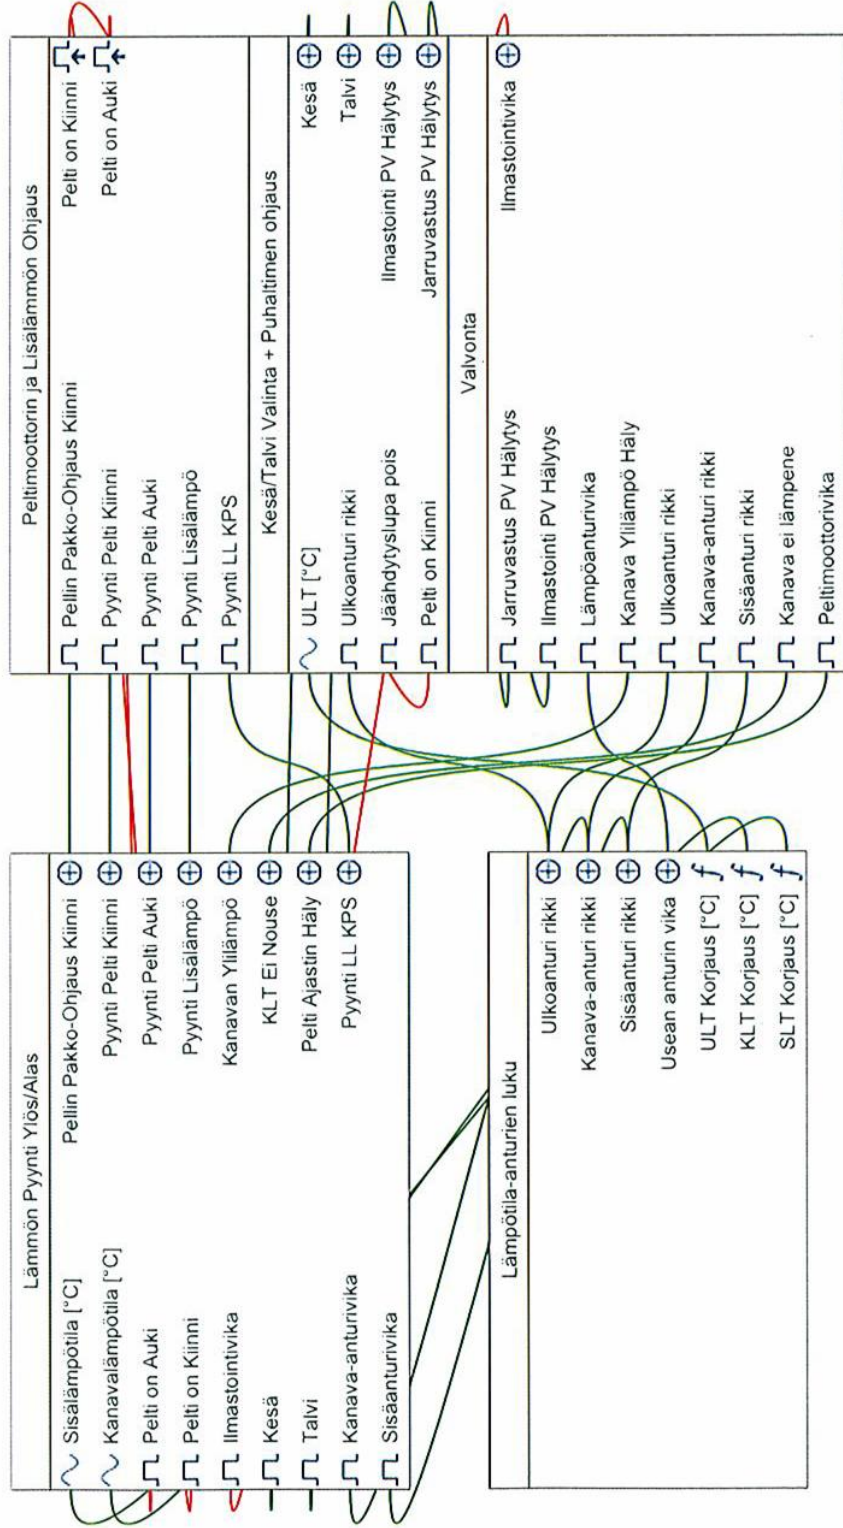 Lämmön Pyynti Ylös/Alas
Sisälämpötila [°C]
Kanavalämpötila [°C]
Pelti on Auki
Pelti on Kiinni
Ilmastointivika
Kesä
Talvi
Kanava-anturivika
Sisäanturivika
Pellin Pakko-Ohjaus Kiinni
Pyynti Pelti Kiinni
Pyynti Pelti Auki
Pyynti Lisälämpö
Kanavan Ylilämpö
KLT Ei Nouse
Pelti Ajastin Häly
Pyynti LL KPS
Lämpötila-anturien luku
Ulkoanturi rikki
Kanava-anturi rikki
Sisäanturi rikki
Usean anturin vika
ULT Korjaus [°C]
KLT Korjaus [°C]
SLT Korjaus [°C]
Peltimoottorin ja Lisälämmön Ohjaus
Pellin Pakko-Ohjaus Kiinni
Pyynti Pelti Kiinni
Pyynti Pelti Auki
Pyynti Lisälämpö
Pyynti LL KPS
Pelti on Kiinni
Pelti on Auki
Kesä/Talvi Valinta + Puhaltimen ohjaus
ULT [°C]
Ulkoanturi rikki
Jäähdytyslupa pois
Pelti on Kiinni
Kesä
Talvi
Ilmastointi PV Hälytys
Jarruvastus PV Hälytys
Valvonta
Jarruvastus PV Hälytys
Ilmastointi PV Hälytys
Lämpöanturivika
Kanava Ylilämpö Häly
Ulkoanturi rikki
Kanava-anturi rikki
Sisäanturi rikki
Kanava ei lämpene
Peltimoottorivika
Ilmastointivika